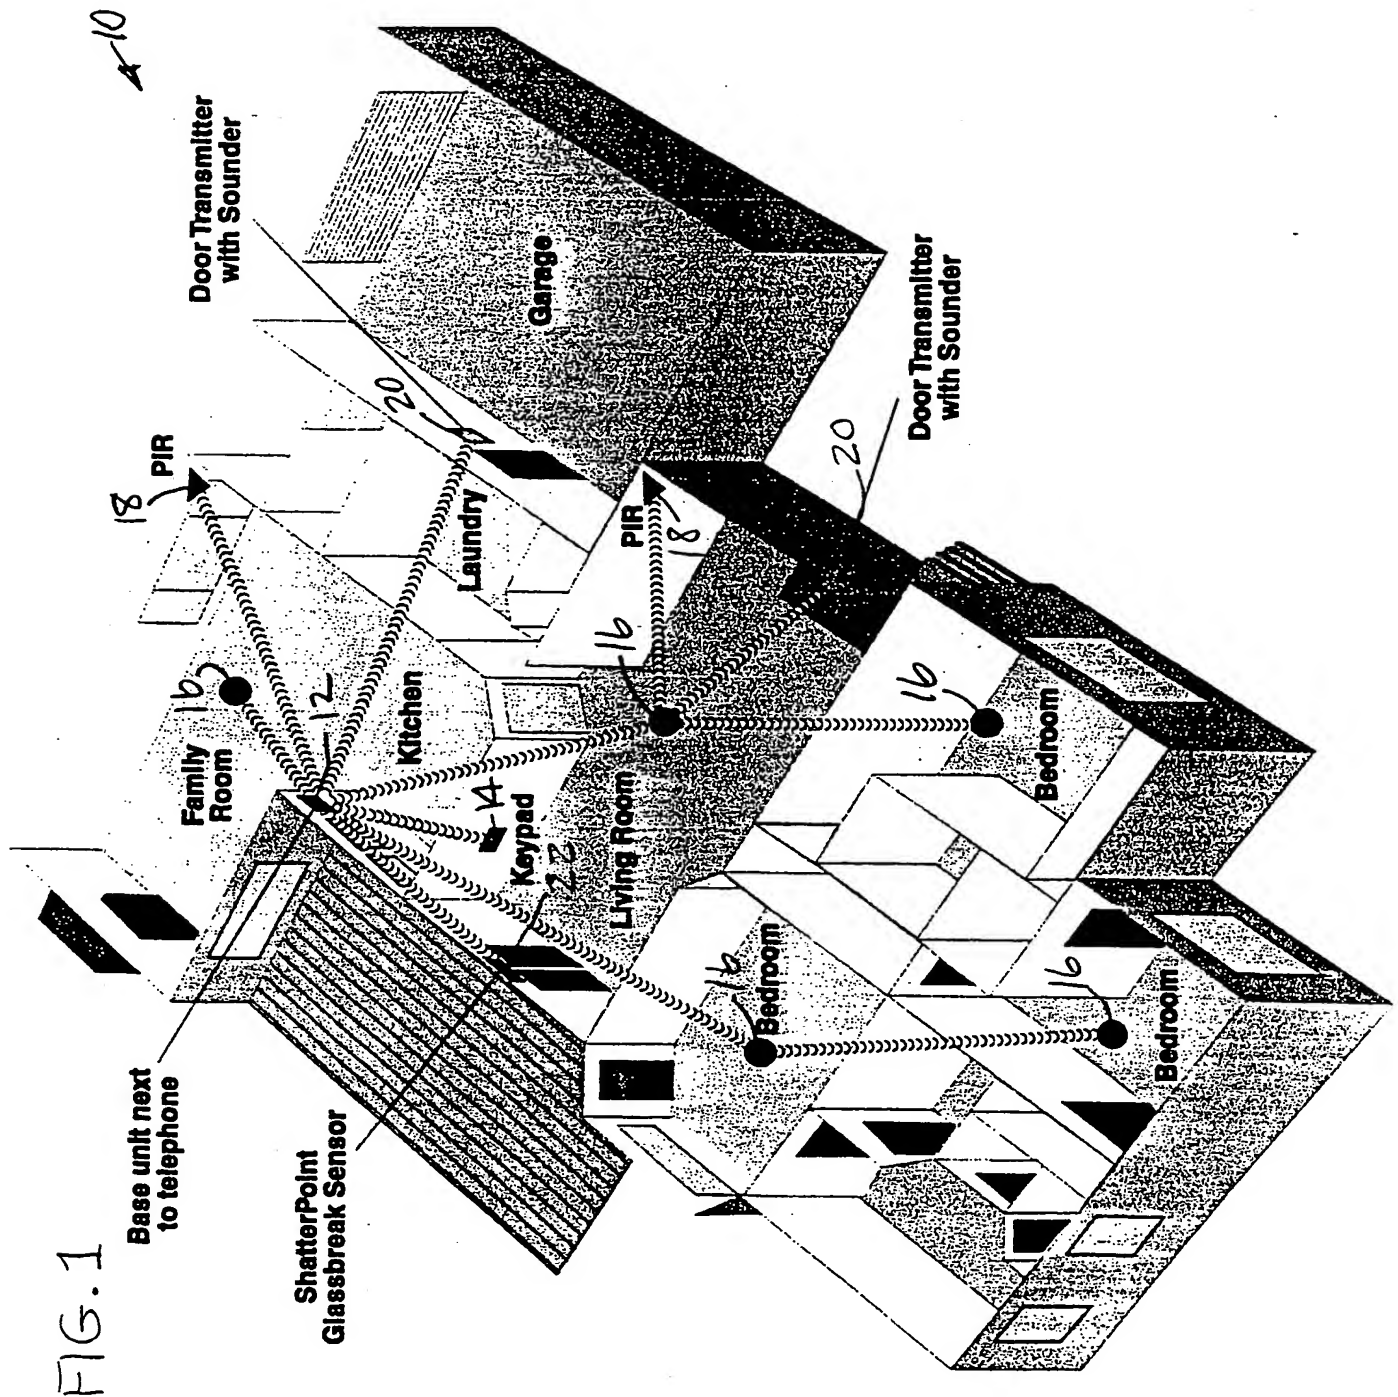 FIG. 1
10
Base unit next
to telephone
ShatterPoint
Glassbreak Sensor
Door Transmitter
with Sounder
Door Transmitter
with Sounder
18
PIR
20
16
Family
Room
12
Kitchen
Laundry
Garage
14
Keypad
22
Living Room
16
PIR
18
20
16
Bedroom
16
Bedroom
16
Bedroom